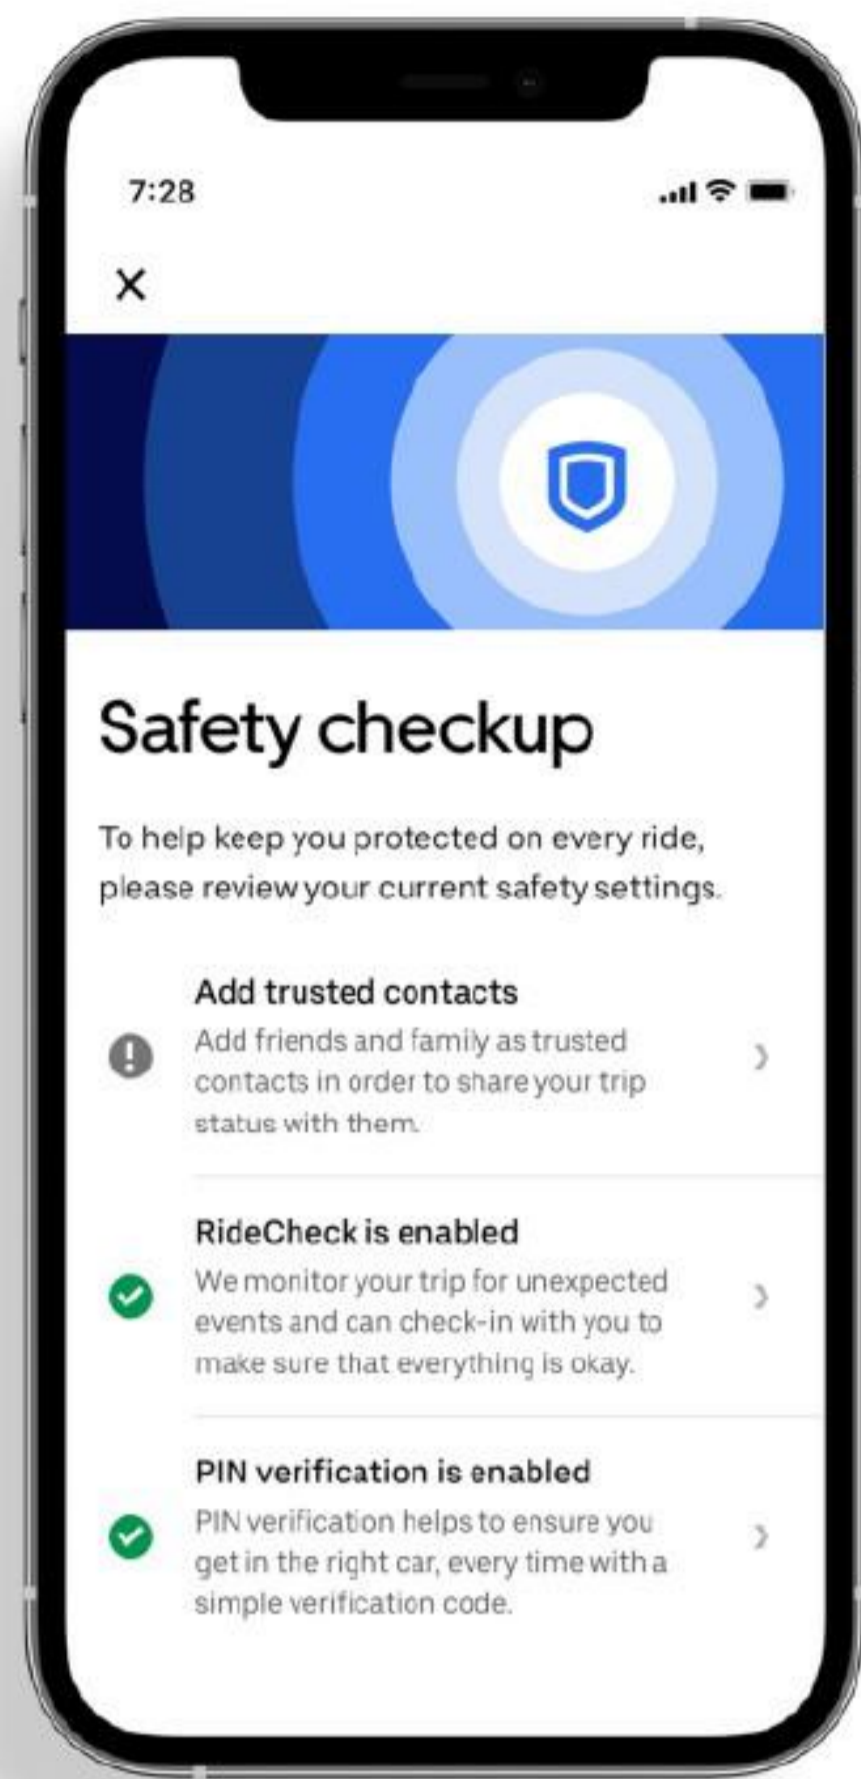 7:28
Safety checkup
To help keep you protected on every ride,
please review your current safety settings.
Add trusted contacts
Add friends and family as trusted
contacts in order to share your trip
status with them.
RideCheck is enabled
We monitor your trip for unexpected
events and can check-in with you to
make sure that everything is okay.
PIN verification is enabled
PIN verification helps to ensure you
get in the right car, every time with a
simple verification code.